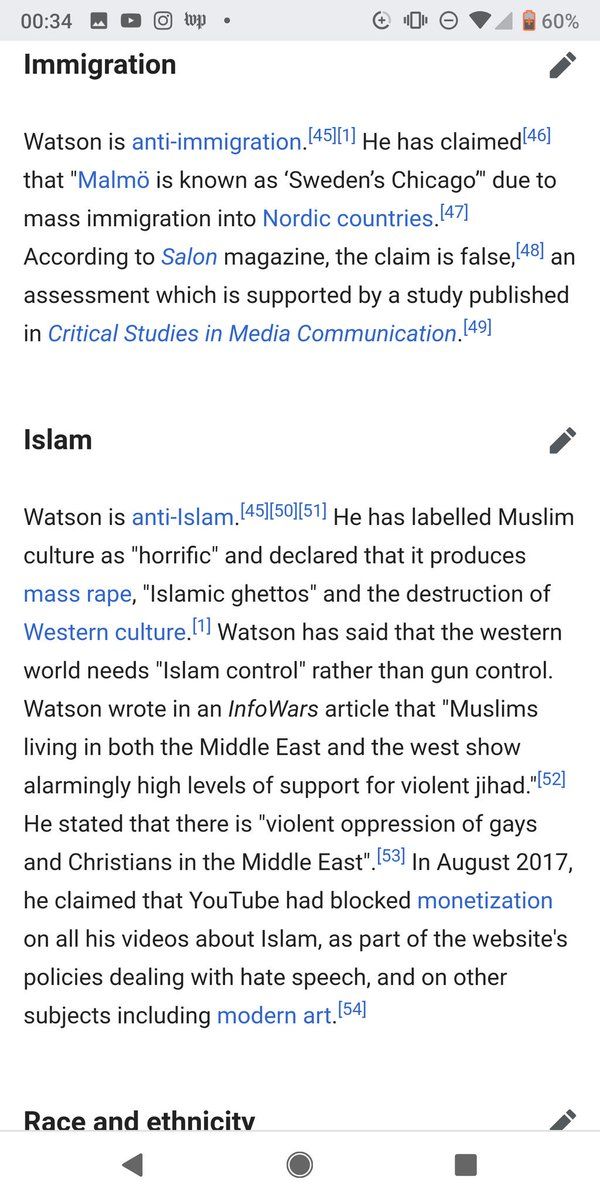 00:34 wp 60%
Immigration
Watson is anti-immigration.[45][1] He has claimed[46]
that "Malmö is known as ‘Sweden’s Chicago’" due to
mass immigration into Nordic countries.[47]
According to Salon magazine, the claim is false,[48] an
assessment which is supported by a study published
in Critical Studies in Media Communication.[49]
Islam
Watson is anti-Islam.[45][50][51] He has labelled Muslim
culture as "horrific" and declared that it produces
mass rape, "Islamic ghettos" and the destruction of
Western culture.[1] Watson has said that the western
world needs "Islam control" rather than gun control.
Watson wrote in an InfoWars article that "Muslims
living in both the Middle East and the west show
alarmingly high levels of support for violent jihad."[52]
He stated that there is "violent oppression of gays
and Christians in the Middle East".[53] In August 2017,
he claimed that YouTube had blocked monetization
on all his videos about Islam, as part of the website's
policies dealing with hate speech, and on other
subjects including modern art.[54]
Race and ethnicity